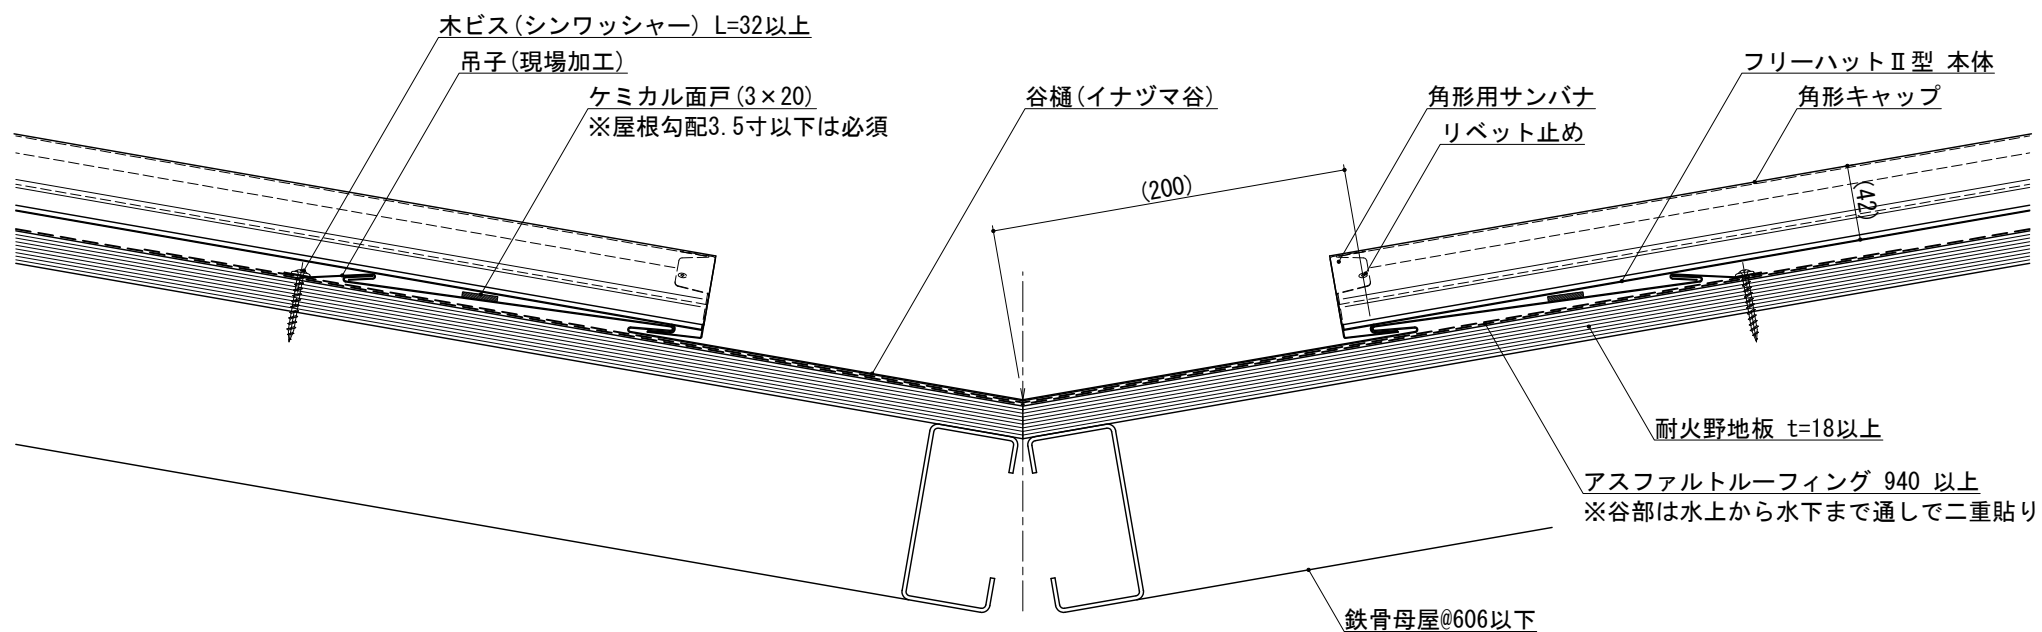 木ビス(シンワッシャー) L=32以上
吊子(現場加工)
ケミカル面戸(3×20)
※屋根勾配3.5寸以下は必須
谷樋(イナヅマ谷)
角形用サンバナ
リベット止め
フリーハットⅡ型 本体
角形キャップ
(200)
(42)
耐火野地板 t=18以上
アスファルトルーフィング 940 以上
※谷部は水上から水下まで通しで二重貼り
鉄骨母屋@606以下